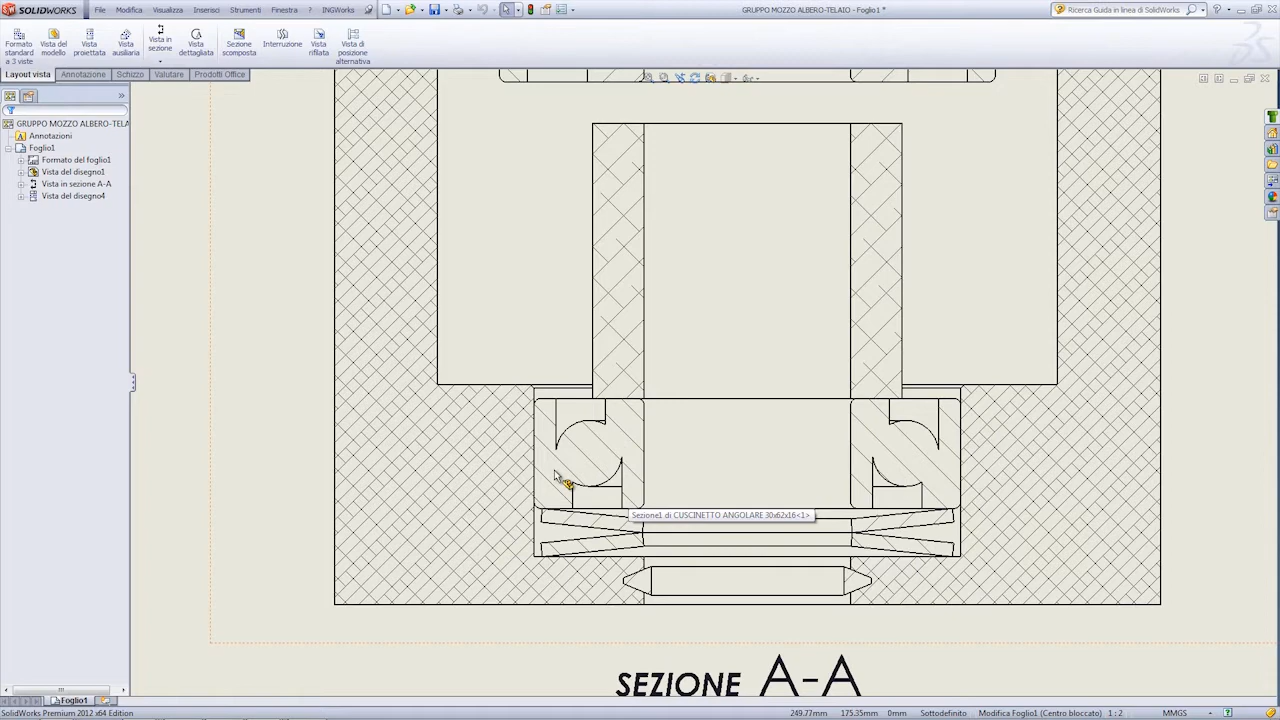 SOLIDWORKS
File Modifica Visualizza Inserisci Strumenti Finestra ? INGWorks
GRUPPO MOZZO ALBERO-TELAIO - Foglio1 *
Ricerca Guida in linea di SolidWorks
Formato standard a 3 viste
Vista del modello
Vista proiettata
Vista ausiliaria
Vista in sezione
Vista dettagliata
Sezione scomposta
Interruzione
Vista rifilata
Vista di posizione alternativa
Layout vista Annotazione Schizzo Valutare Prodotti Office
GRUPPO MOZZO ALBERO-TELA
Annotazioni
Foglio1
Formato del foglio1
Vista del disegno1
Vista in sezione A-A
Vista del disegno4
Sezione1 di CUSCINETTO ANGOLARE 30x62x16<1>
SEZIONE A-A
Foglio1
SolidWorks Premium 2012 x64 Edition
249.77mm 175.35mm 0mm Sottodefinito Modifica Foglio1 (Centro bloccato) 1 : 2 MMGS